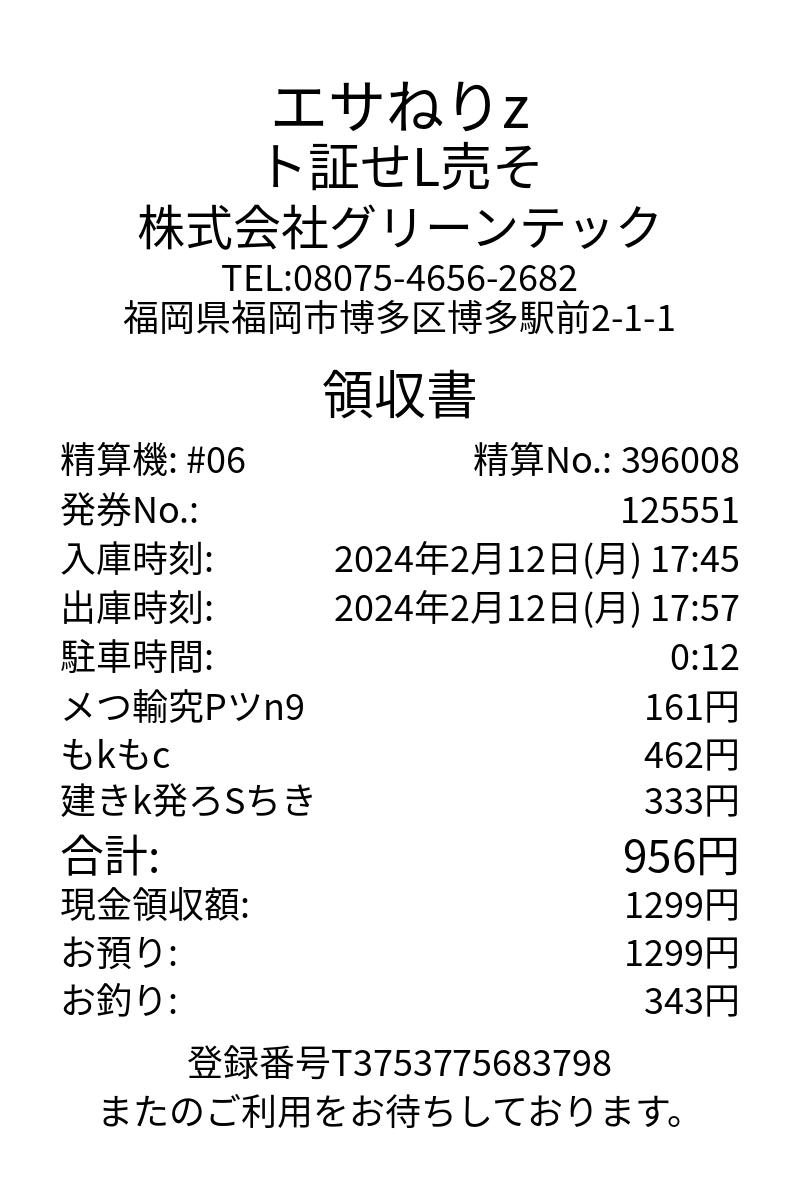 エサねりz
ト証せL売そ
株式会社グリーンテック
TEL:08075-4656-2682
福岡県福岡市博多区博多駅前2-1-1
領収書
精算機: #06 精算No.: 396008
発券No.: 125551
入庫時刻: 2024年2月12日(月) 17:45
出庫時刻: 2024年2月12日(月) 17:57
駐車時間: 0:12
メつ輸究Pツn9 161円
もkもc 462円
建きk発ろSちき 333円
合計: 956円
現金領収額: 1299円
お預り: 1299円
お釣り: 343円
登録番号T3753775683798
またのご利用をお待ちしております。